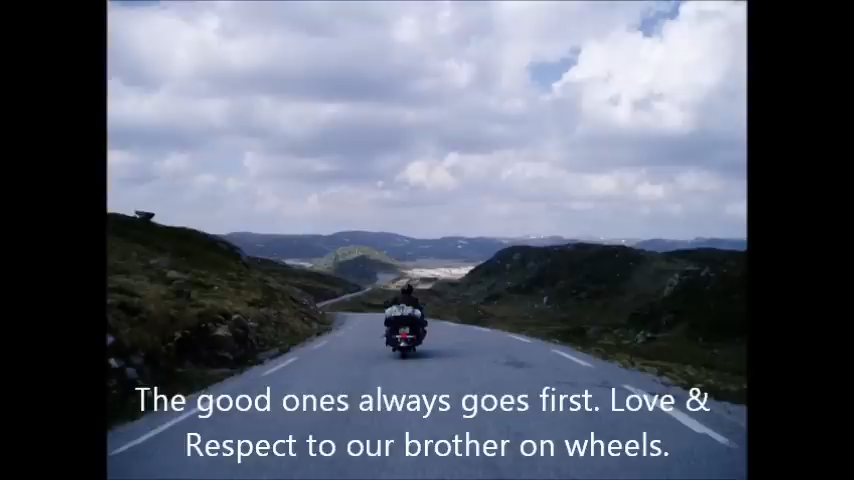 The good ones always goes first. Love &
Respect to our brother on wheels.